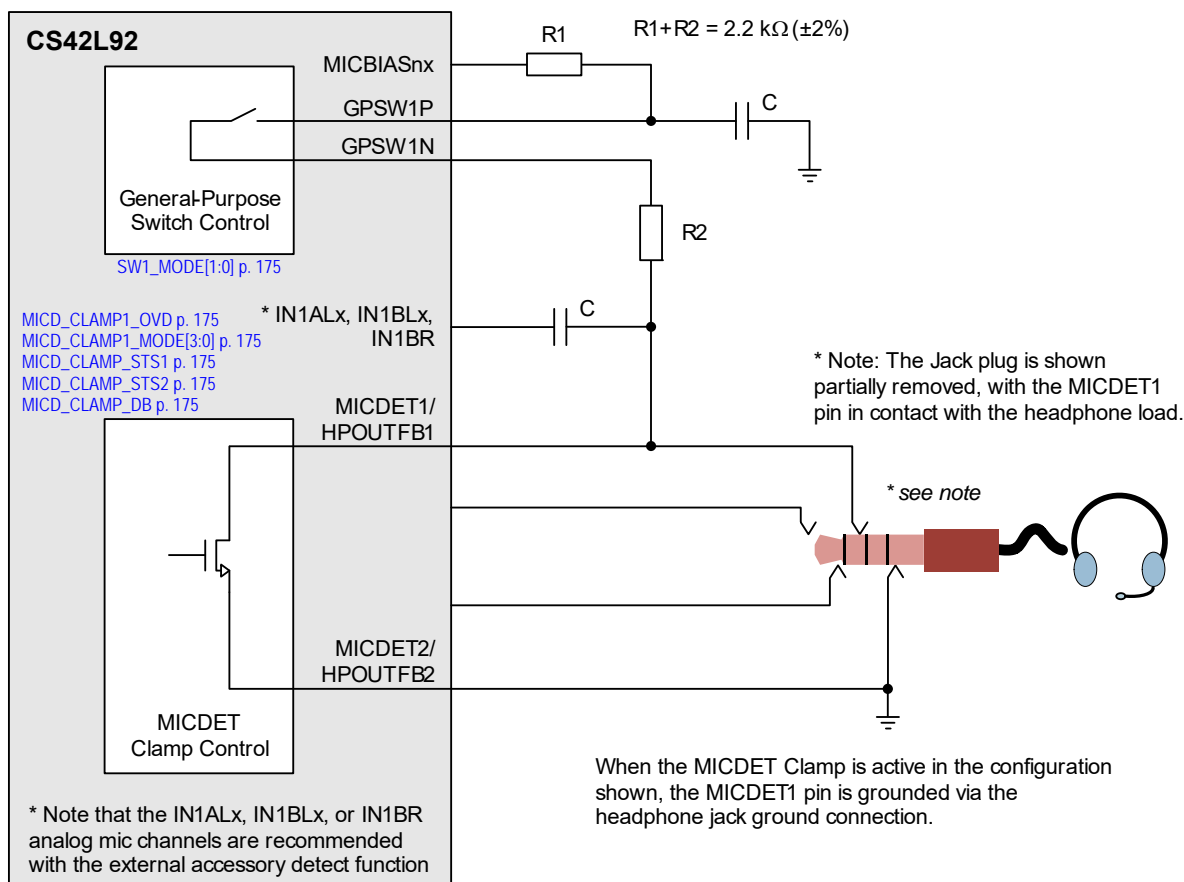 CS42L92
R1
R1+R2 = 2.2 kΩ (±2%)
MICBIASnx
GPSW1P
C
GPSW1N
General-Purpose
Switch Control
R2
SW1_MODE[1:0] p. 175
MICD_CLAMP1_OVD p. 175
MICD_CLAMP1_MODE[3:0] p. 175
MICD_CLAMP_STS1 p. 175
MICD_CLAMP_STS2 p. 175
MICD_CLAMP_DB p. 175
* IN1ALx, IN1BLx,
IN1BR
C
* Note: The Jack plug is shown
partially removed, with the MICDET1
pin in contact with the headphone load.
MICDET1/
HPOUTFB1
* see note
MICDET2/
HPOUTFB2
MICDET
Clamp Control
When the MICDET Clamp is active in the configuration
shown, the MICDET1 pin is grounded via the
headphone jack ground connection.
* Note that the IN1ALx, IN1BLx, or IN1BR
analog mic channels are recommended
with the external accessory detect function